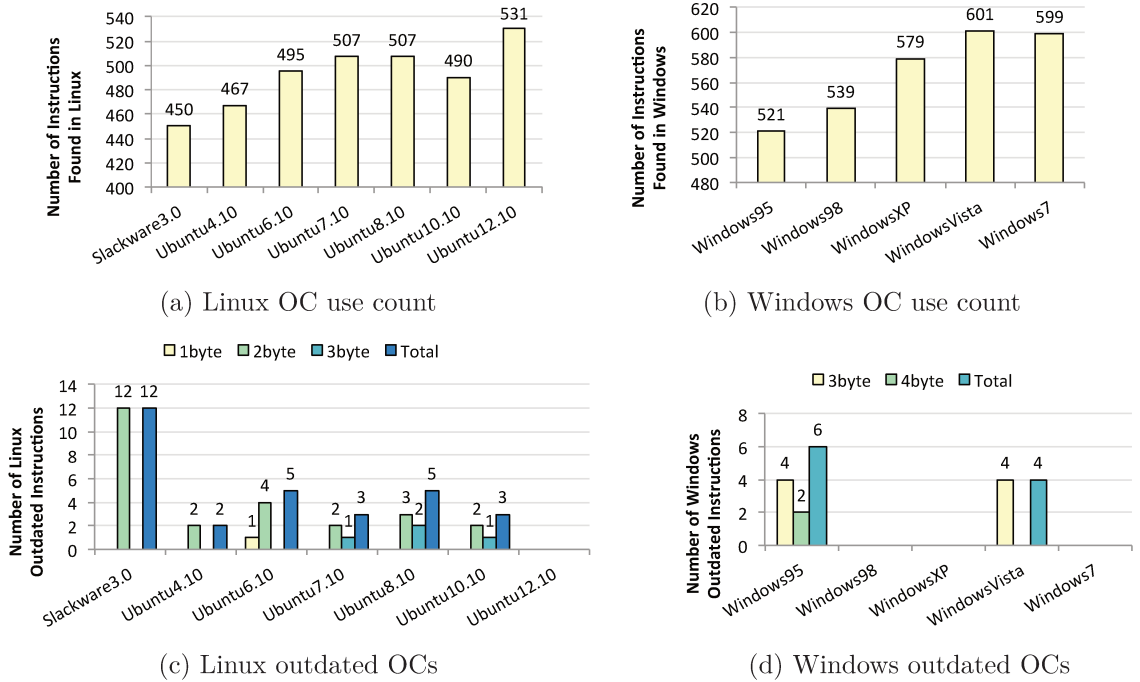 Number of Instructions
Found in Linux
540
520
500
480
460
440
420
400
450
467
495
507
507
490
531
Slackware3.0
Ubuntu4.10
Ubuntu6.10
Ubuntu7.10
Ubuntu8.10
Ubuntu10.10
Ubuntu12.10
(a) Linux OC use count
Number of Instructions
Found in Windows
620
600
580
560
540
520
500
480
521
539
579
601
599
Windows95
Windows98
WindowsXP
WindowsVista
Windows7
(b) Windows OC use count
1byte 2byte 3byte Total
Number of Linux
Outdated Instructions
14
12
10
8
6
4
2
0
12 12
2 2
1 4 5
2 1 3
3 2 5
2 1 3
Slackware3.0
Ubuntu4.10
Ubuntu6.10
Ubuntu7.10
Ubuntu8.10
Ubuntu10.10
Ubuntu12.10
(c) Linux outdated OCs
3byte 4byte Total
Number of Windows
Outdated Instructions
8
6
4
2
0
4 2 6
4 4
Windows95
Windows98
WindowsXP
WindowsVista
Windows7
(d) Windows outdated OCs